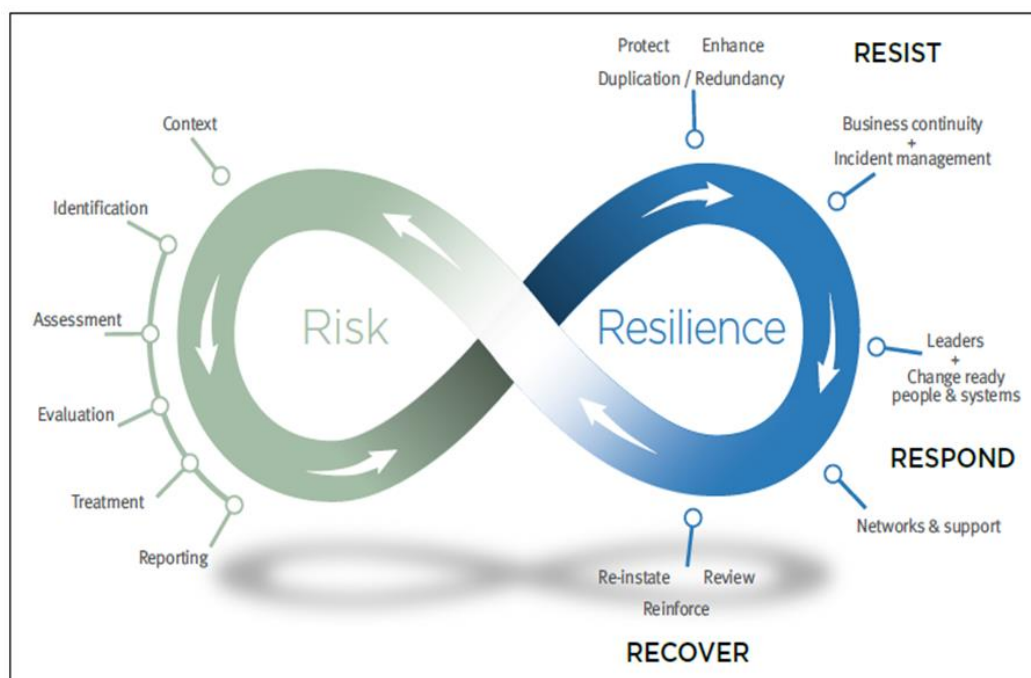 Context
Identification
Assessment
Evaluation
Treatment
Reporting
Risk
Resilience
Protect Enhance
Duplication / Redundancy
RESIST
Business continuity
+
Incident management
Leaders
+
Change ready
people & systems
RESPOND
Networks & support
Re-instate Review
Reinforce
RECOVER